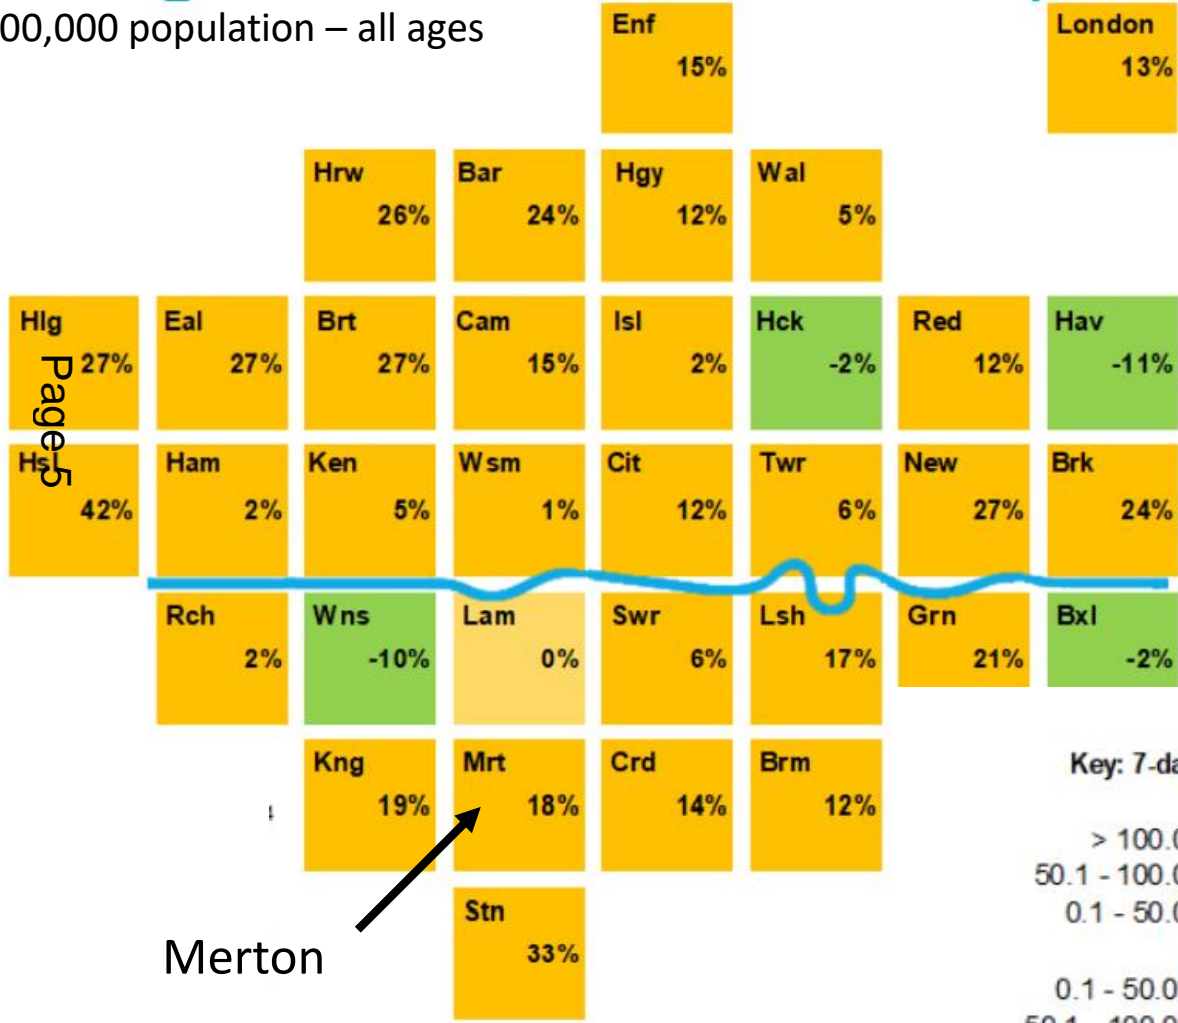 00,000 population – all ages
Enf
15%
London
13%
Hrw
26%
Bar
24%
Hgy
12%
Wal
5%
Hlg
27%
Eal
27%
Brt
27%
Cam
15%
Isl
2%
Hck
-2%
Red
12%
Hav
-11%
Page 5
Hsl
42%
Ham
2%
Ken
5%
Wsm
1%
Cit
12%
Twr
6%
New
27%
Brk
24%
Rch
2%
Wns
-10%
Lam
0%
Swr
6%
Lsh
17%
Grn
21%
Bxl
-2%
Kng
19%
Mrt
18%
Crd
14%
Brm
12%
Key: 7-da
> 100.0
50.1 - 100.0
0.1 - 50.0
Stn
33%
Merton
0.1 - 50.0